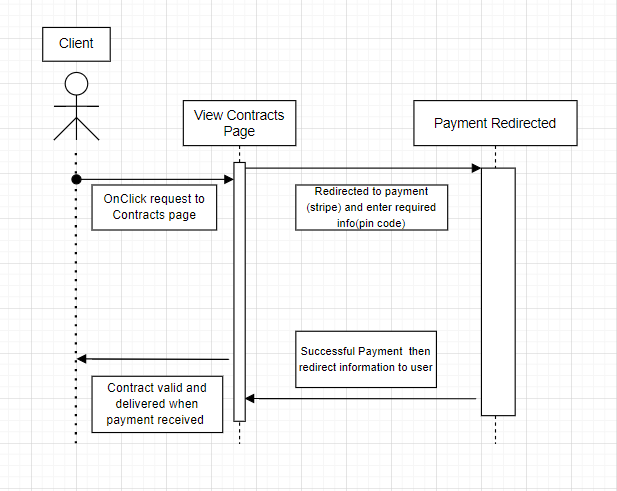 Client
View Contracts
Page
Payment Redirected
OnClick request to
Contracts page
Redirected to payment
(stripe) and enter required
info(pin code)
Successful Payment then
redirect information to user
Contract valid and
delivered when
payment received